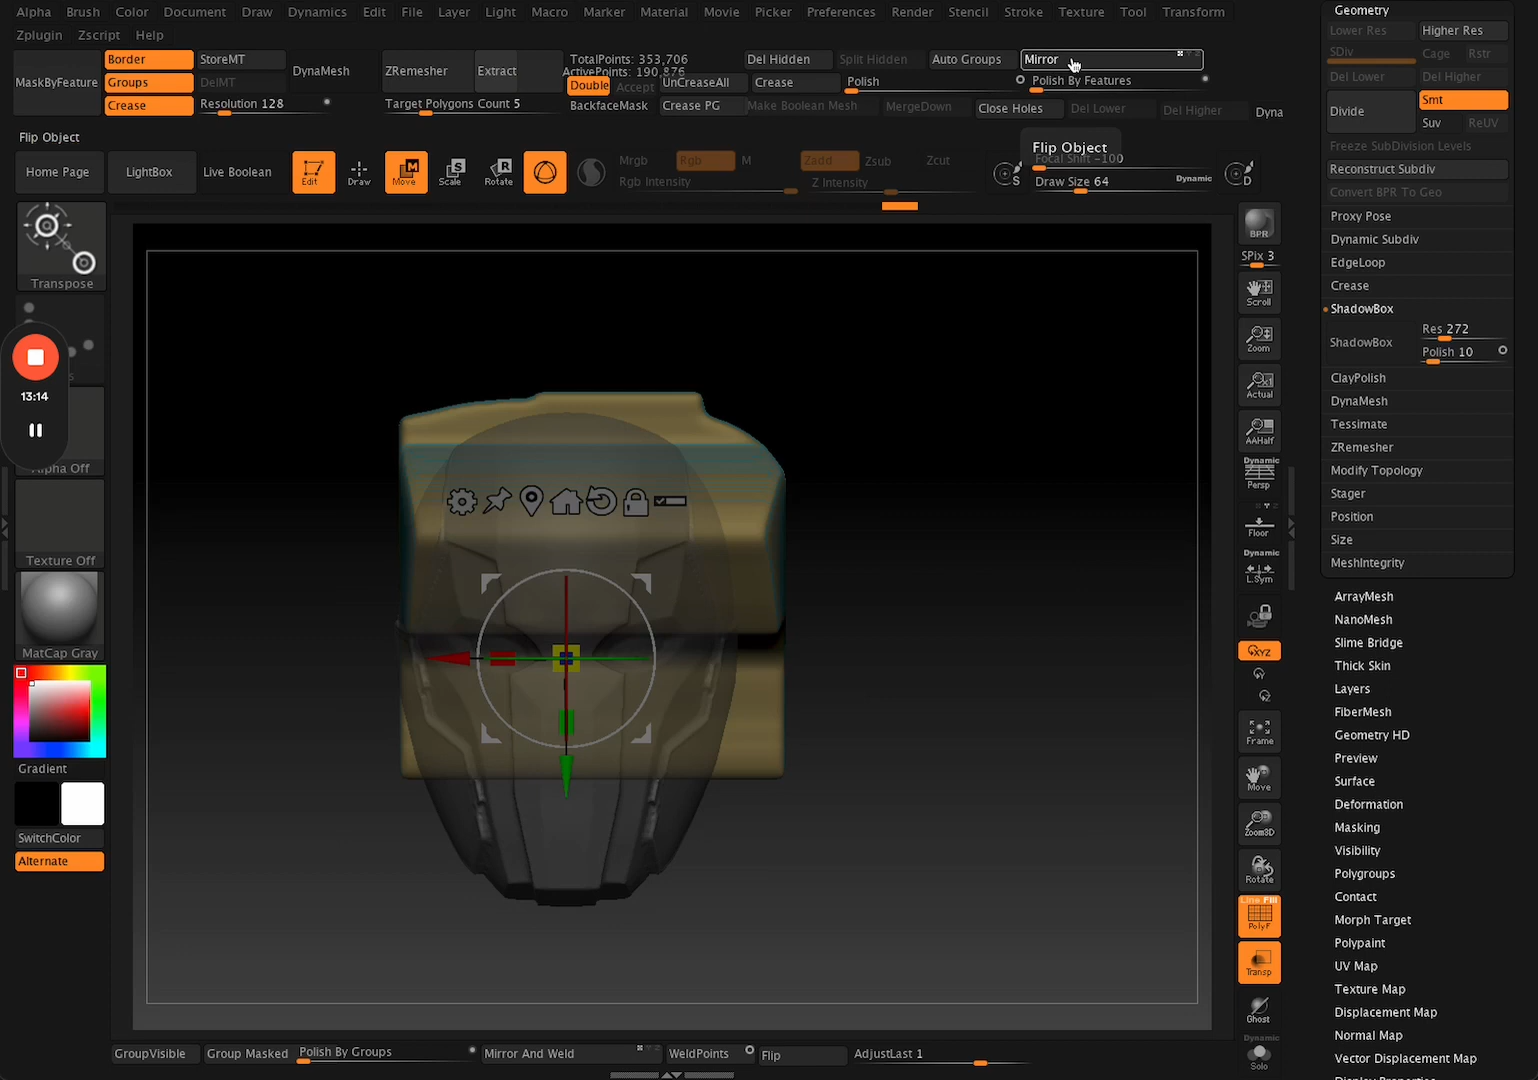 Alpha Brush Color Document Draw Dynamics Edit File Layer Light Macro Marker Material Movie Picker Preferences Render Stencil Stroke Texture Tool Transform
Zplugin Zscript Help
MaskByFeature
Border
Groups
Crease
StoreMT
DelMT
Resolution 128
DynaMesh
ZRemesher
Extract
Target Polygons Count 5
TotalPoints: 353,706
ActivePoints: 190,876
Double
Accept
BackfaceMask
UnCreaseAll
Crease PG
Del Hidden
Split Hidden
Auto Groups
Mirror
Crease
Polish
Polish By Features
Make Boolean Mesh
MergeDown
Close Holes
Del Lower
Del Higher
Dyna
Flip Object
Home Page
LightBox
Live Boolean
Edit
Draw
Move
Scale
Rotate
Mrgb
Rgb
M
Rgb Intensity
Zadd
Zsub
Zcut
Z Intensity
S
Flip Object
Focal Shift -100
Draw Size 64
Dynamic
D
Transpose
13:14
Alpha Off
Texture Off
MatCap Gray
Gradient
SwitchColor
Alternate
BPR
SPix 3
Scroll
Zoom
Actual
AAHalf
Dynamic
Persp
Floor
Dynamic
L.Sym
XYZ
Frame
Move
Zoom3D
Rotate
Line Fill
PolyF
Transp
Ghost
Dynamic
Solo
GroupVisible
Group Masked
Polish By Groups
Mirror And Weld
WeldPoints
Flip
AdjustLast 1
Geometry
Lower Res
Higher Res
SDiv
Cage
Rstr
Del Lower
Del Higher
Divide
Smt
Suv
ReUV
Freeze SubDivision Levels
Reconstruct Subdiv
Convert BPR To Geo
Proxy Pose
Dynamic Subdiv
EdgeLoop
Crease
ShadowBox
ShadowBox
Res 272
Polish 10
ClayPolish
DynaMesh
Tessimate
ZRemesher
Modify Topology
Stager
Position
Size
MeshIntegrity
ArrayMesh
NanoMesh
Slime Bridge
Thick Skin
Layers
FiberMesh
Geometry HD
Preview
Surface
Deformation
Masking
Visibility
Polygroups
Contact
Morph Target
Polypaint
UV Map
Texture Map
Displacement Map
Normal Map
Vector Displacement Map
Display Properties